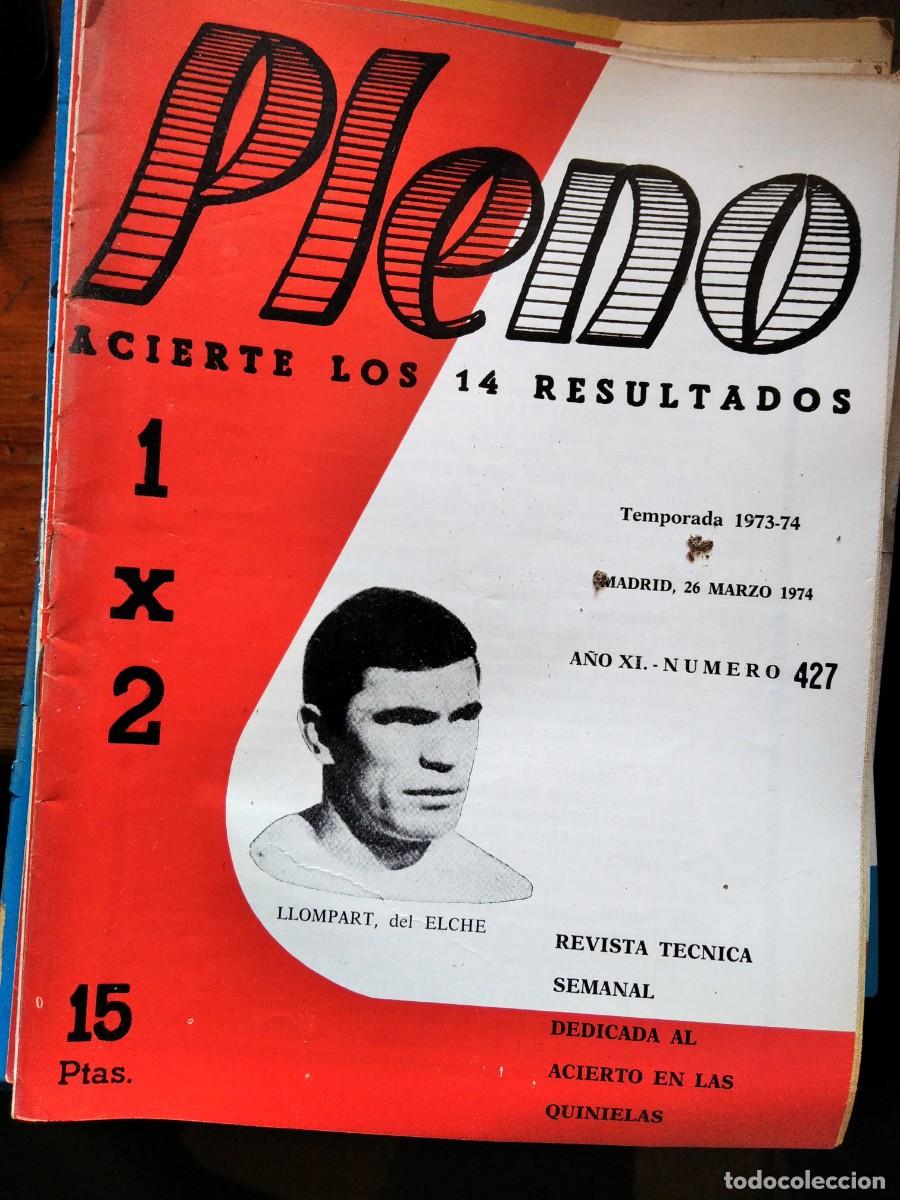 Pleno
ACIERTE LOS 14 RESULTADOS
1
x
2
Temporada 1973-74
MADRID, 26 MARZO 1974
AÑO XI.-NUMERO 427
LLOMPART, del ELCHE
REVISTA TECNICA
SEMANAL
DEDICADA AL
ACIERTO EN LAS
QUINIELAS
15
Ptas.
todocoleccion